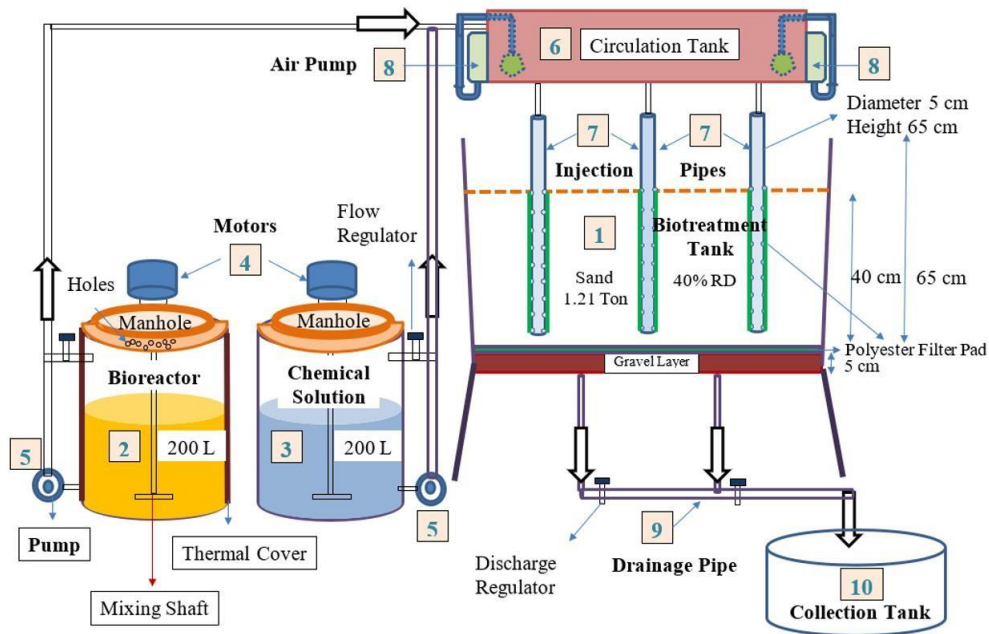 6
Circulation Tank
Air Pump
8
8
Diameter 5 cm
Height 65 cm
7
7
Injection
Pipes
Flow
Regulator
Motors
4
1
Biotreatment
Tank
Sand
1.21 Ton
40% RD
40 cm
65 cm
Holes
Manhole
Manhole
Polyester Filter Pad
5 cm
Gravel Layer
Bioreactor
Chemical
Solution
2
200 L
3
200 L
5
5
Pump
Thermal Cover
Mixing Shaft
Discharge
Regulator
9
Drainage Pipe
10
Collection Tank